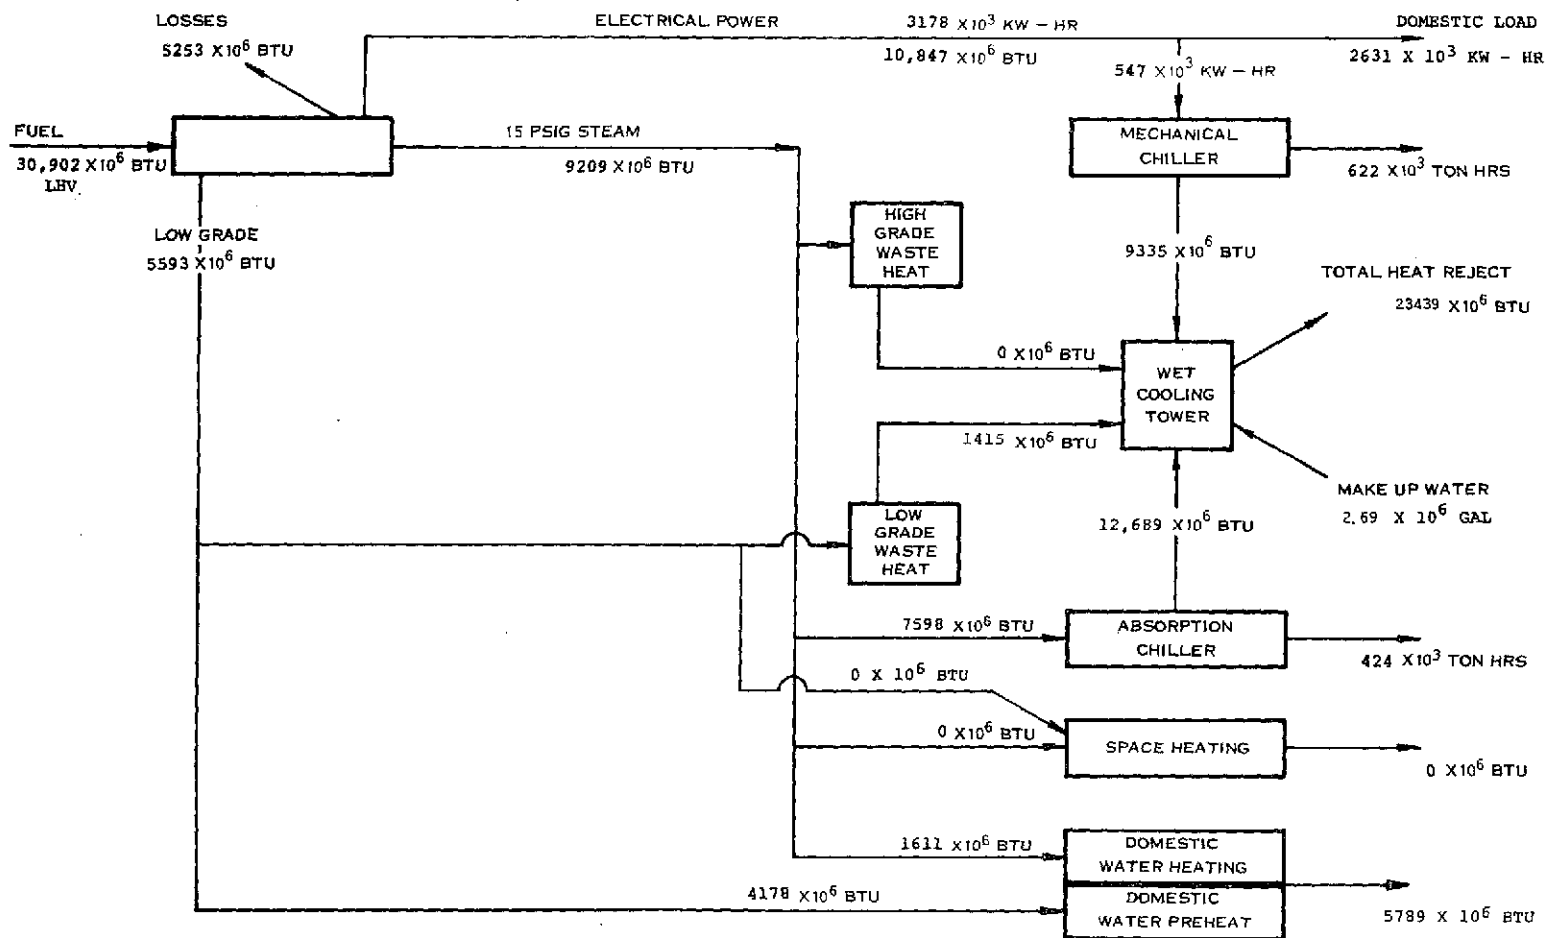 LOSSES
5253 X10⁶ BTU
ELECTRICAL POWER
3178 X10³ KW – HR
10,847 X10⁶ BTU
DOMESTIC LOAD
2631 X 10³ KW – HR
547 X10³ KW – HR
FUEL
30,902 X10⁶ BTU
LHV
15 PSIG STEAM
9209 X10⁶ BTU
MECHANICAL
CHILLER
622 X10³ TON HRS
LOW GRADE
5593 X10⁶ BTU
HIGH
GRADE
WASTE
HEAT
9335 X10⁶ BTU
TOTAL HEAT REJECT
23439 X10⁶ BTU
0 X10⁶ BTU
WET
COOLING
TOWER
1415 X10⁶ BTU
MAKE UP WATER
2.69 X 10⁶ GAL
LOW
GRADE
WASTE
HEAT
12,689 X10⁶ BTU
7598 X10⁶ BTU
ABSORPTION
CHILLER
424 X10³ TON HRS
0 X 10⁶ BTU
0 X10⁶ BTU
SPACE HEATING
0 X10⁶ BTU
1611 X10⁶ BTU
DOMESTIC
WATER HEATING
4178 X10⁶ BTU
DOMESTIC
WATER PREHEAT
5789 X 10⁶ BTU